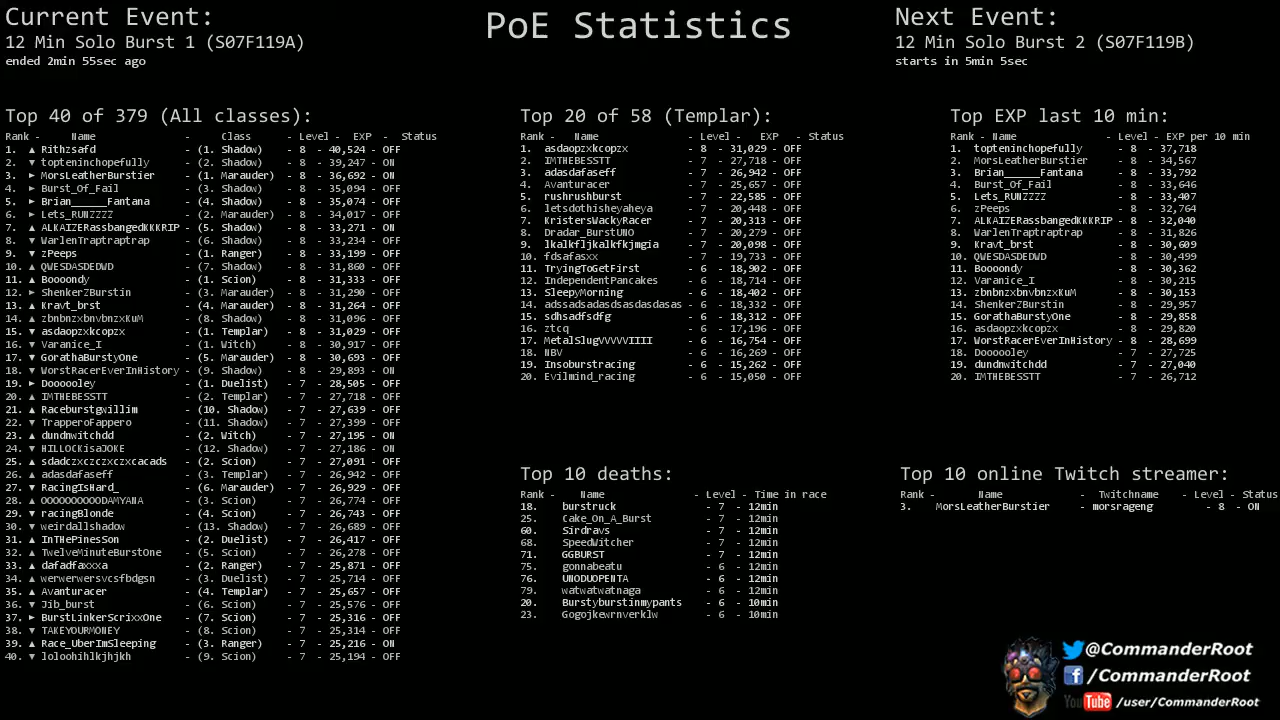 Current Event:
12 Min Solo Burst 1 (S07F119A)
ended 2min 55sec ago
PoE Statistics
Next Event:
12 Min Solo Burst 2 (S07F119B)
starts in 5min 5sec
Top 40 of 379 (All classes):
Rank - Name - Class - Level - EXP - Status
1. ▲ Rithzsafd - (1. Shadow) - 8 - 40,524 - OFF
2. ▼ topteninchopefully - (2. Shadow) - 8 - 39,247 - ON
3. ► MorsLeatherBurstier - (1. Marauder) - 8 - 36,692 - ON
4. ► Burst_Of_Fail - (3. Shadow) - 8 - 35,094 - OFF
5. ► Brian______Fantana - (4. Shadow) - 8 - 35,074 - OFF
6. ► Lets_RUNZZZZ - (2. Marauder) - 8 - 34,017 - OFF
7. ▲ ALKAIZERassbangedKKKRIP - (5. Shadow) - 8 - 33,271 - ON
8. ▼ WarlenTraptraptrap - (6. Shadow) - 8 - 33,234 - OFF
9. ▼ zPeeps - (1. Ranger) - 8 - 33,199 - OFF
10. ▲ QWESDASDEDWD - (7. Shadow) - 8 - 31,860 - OFF
11. ▲ Boooondy - (1. Scion) - 8 - 31,333 - OFF
12. ► ShenkerZBurstin - (3. Marauder) - 8 - 31,290 - OFF
13. ▲ Kravt_brst - (4. Marauder) - 8 - 31,264 - OFF
14. ▲ zbnbnzxbnvbnzxKuM - (8. Shadow) - 8 - 31,096 - OFF
15. ▼ asdaopzxkcopzx - (1. Templar) - 8 - 31,029 - OFF
16. ▼ Varanice_I - (1. Witch) - 8 - 30,917 - OFF
17. ▼ GorathaBurstyOne - (5. Marauder) - 8 - 30,693 - OFF
18. ▼ WorstRacerEverInHistory - (9. Shadow) - 8 - 29,893 - ON
19. ► Doooooley - (1. Duelist) - 7 - 28,505 - OFF
20. ▲ IMTHEBESSTT - (2. Templar) - 7 - 27,718 - OFF
21. ▲ Raceburstgwillim - (10. Shadow) - 7 - 27,639 - OFF
22. ▼ TrapperoFappero - (11. Shadow) - 7 - 27,399 - OFF
23. ▲ dundnwitchdd - (2. Witch) - 7 - 27,195 - ON
24. ▼ HILLOCKisaJOKE - (12. Shadow) - 7 - 27,186 - ON
25. ▲ sdadczxczczxczxcacads - (2. Scion) - 7 - 27,091 - OFF
26. ▲ adasdafaseff - (3. Templar) - 7 - 26,942 - OFF
27. ▼ RacingIsHard_ - (6. Marauder) - 7 - 26,929 - OFF
28. ▲ OOOOOOOOOODAMYANA - (3. Scion) - 7 - 26,774 - OFF
29. ▼ racingBlonde - (4. Scion) - 7 - 26,743 - OFF
30. ▼ weirdallshadow - (13. Shadow) - 7 - 26,689 - OFF
31. ▲ InThePinesSon - (2. Duelist) - 7 - 26,417 - OFF
32. ▲ TwelveMinuteBurstOne - (5. Scion) - 7 - 26,278 - OFF
33. ▲ dafadfaxxxa - (2. Ranger) - 7 - 25,871 - OFF
34. ▲ werwerwersvcsfbdgsn - (3. Duelist) - 7 - 25,714 - OFF
35. ▲ Avanturacer - (4. Templar) - 7 - 25,657 - OFF
36. ▼ Jib_burst - (6. Scion) - 7 - 25,576 - OFF
37. ► BurstLinkerScrixxOne - (7. Scion) - 7 - 25,316 - OFF
38. ▼ TAKEYOURMONEY - (8. Scion) - 7 - 25,314 - OFF
39. ▲ Race_UberImSleeping - (3. Ranger) - 7 - 25,216 - ON
40. ▼ loloohihlkjhjkh - (9. Scion) - 7 - 25,194 - OFF
Top 20 of 58 (Templar):
Rank - Name - Level - EXP - Status
1. asdaopzxkcopzx - 8 - 31,029 - OFF
2. IMTHEBESSTT - 7 - 27,718 - OFF
3. adasdafaseff - 7 - 26,942 - OFF
4. Avanturacer - 7 - 25,657 - OFF
5. rushrushburst - 7 - 22,585 - OFF
6. letsdothisheyaheya - 7 - 20,448 - OFF
7. KristersWackyRacer - 7 - 20,313 - OFF
8. Dradar_BurstUNO - 7 - 20,279 - OFF
9. lkalkfljkalkfkjmgia - 7 - 20,098 - OFF
10. fdsafasxx - 7 - 19,733 - OFF
11. TryingToGetFirst - 6 - 18,902 - OFF
12. IndependentPancakes - 6 - 18,714 - OFF
13. SleepyMorning - 6 - 18,402 - OFF
14. adssadsadasdsasdasdasas - 6 - 18,332 - OFF
15. sdhsadfsdfg - 6 - 18,312 - OFF
16. ztcq - 6 - 17,196 - OFF
17. MetalSlugVVVVVIIII - 6 - 16,754 - OFF
18. NBV - 6 - 16,269 - OFF
19. Insoburstracing - 6 - 15,262 - OFF
20. Evilmind_racing - 6 - 15,050 - OFF
Top EXP last 10 min:
Rank - Name - Level - EXP per 10 min
1. topteninchopefully - 8 - 37,718
2. MorsLeatherBurstier - 8 - 34,567
3. Brian______Fantana - 8 - 33,792
4. Burst_Of_Fail - 8 - 33,646
5. Lets_RUNZZZZ - 8 - 33,407
6. zPeeps - 8 - 32,764
7. ALKAIZERassbangedKKKRIP - 8 - 32,040
8. WarlenTraptraptrap - 8 - 31,826
9. Kravt_brst - 8 - 30,609
10. QWESDASDEDWD - 8 - 30,499
11. Boooondy - 8 - 30,362
12. Varanice_I - 8 - 30,215
13. zbnbnzxbnvbnzxKuM - 8 - 30,153
14. ShenkerZBurstin - 8 - 29,957
15. GorathaBurstyOne - 8 - 29,858
16. asdaopzxkcopzx - 8 - 29,820
17. WorstRacerEverInHistory - 8 - 28,699
18. Doooooley - 7 - 27,725
19. dundnwitchdd - 7 - 27,040
20. IMTHEBESSTT - 7 - 26,712
Top 10 deaths:
Rank - Name - Level - Time in race
18. burstruck - 7 - 12min
25. Cake_On_A_Burst - 7 - 12min
60. Sirdravs - 7 - 12min
68. SpeedWitcher - 7 - 12min
71. GGBURST - 7 - 12min
75. gonnabeatu - 6 - 12min
76. UNODUOPENTA - 6 - 12min
79. watwatwatnaga - 6 - 12min
20. Burstyburstinmypants - 6 - 10min
23. Gogojkewrnverklw - 6 - 10min
Top 10 online Twitch streamer:
Rank - Name - Twitchname - Level - Status
3. MorsLeatherBurstier - morsrageng - 8 - ON
@CommanderRoot
f /CommanderRoot
YouTube /user/CommanderRoot